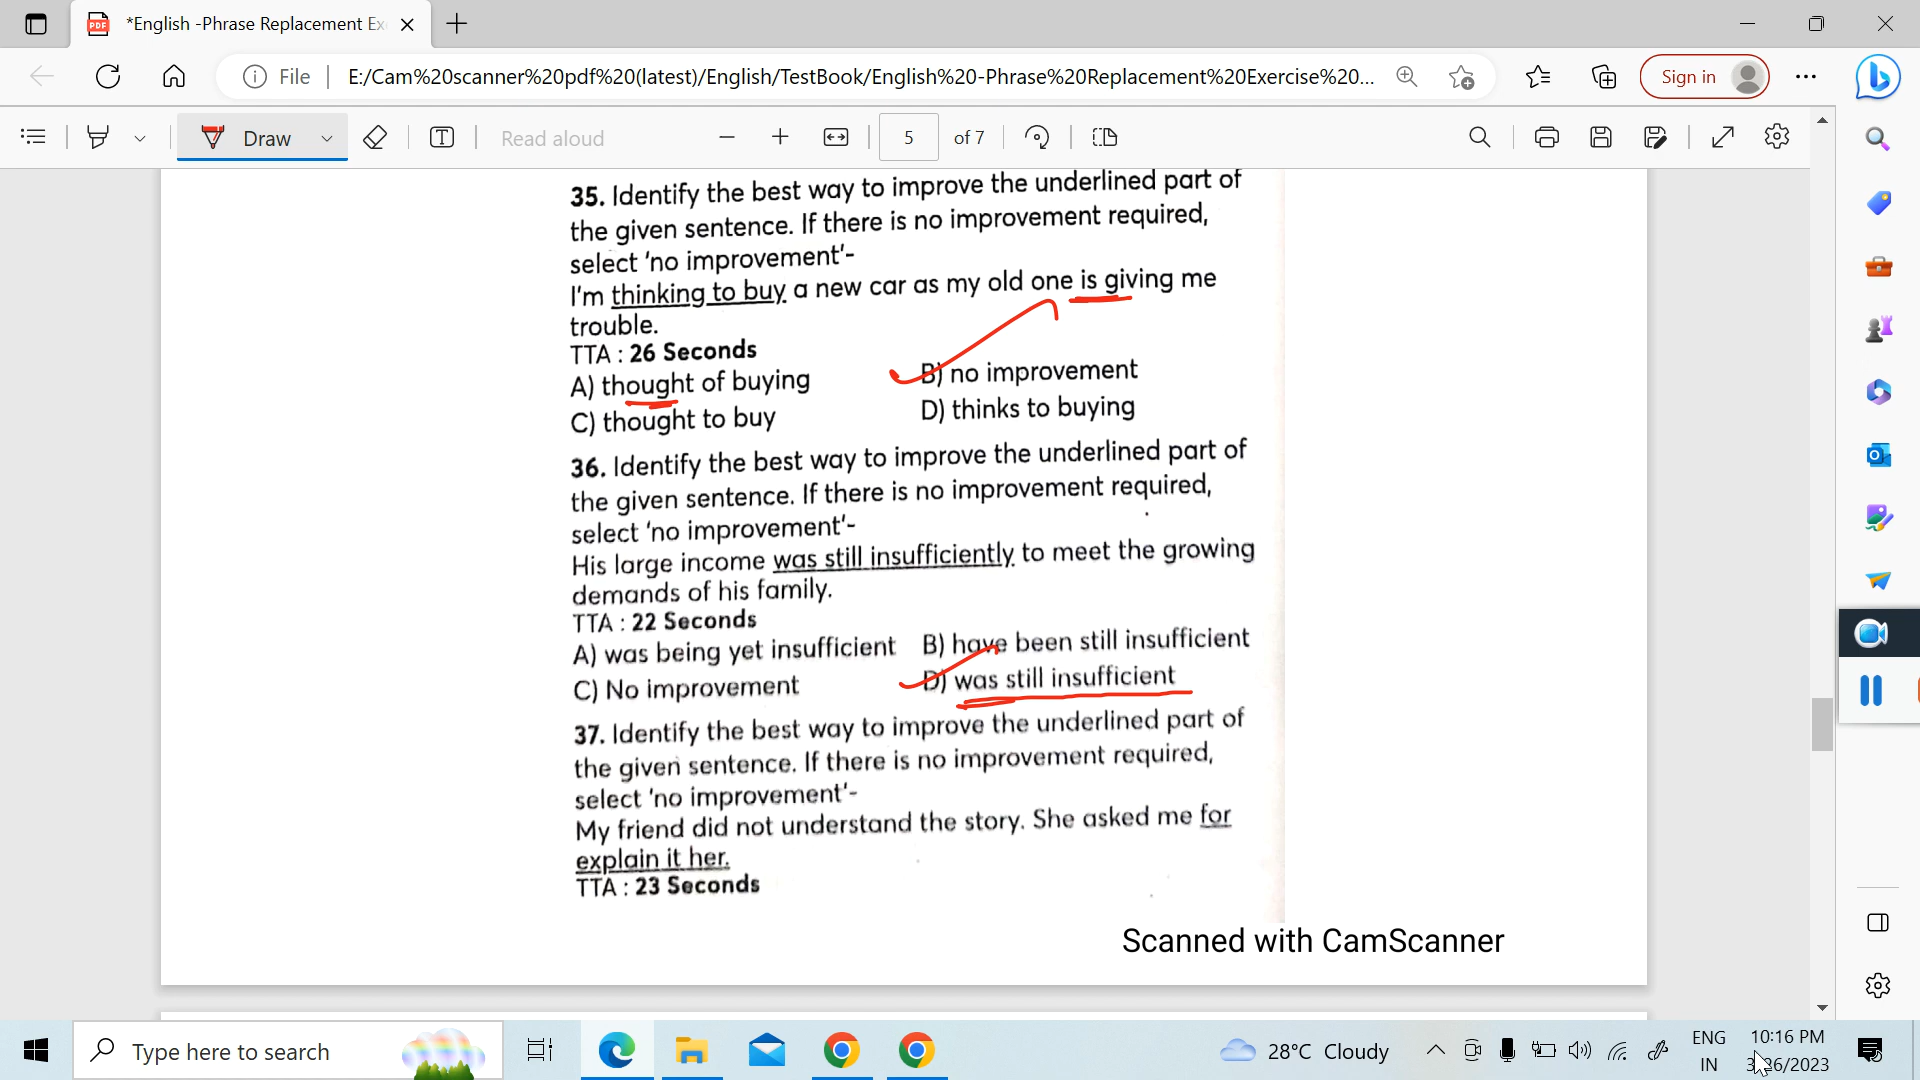 *English -Phrase Replacement Ex
File
E:/Cam%20scanner%20pdf%20(latest)/English/TestBook/English%20-Phrase%20Replacement%20Exercise%20...
Sign in
Draw
Read aloud
5 of 7
35. Identify the best way to improve the underlined part of
the given sentence. If there is no improvement required,
select ‘no improvement‘-
I’m thinking to buy a new car as my old one is giving me
trouble.
TTA : 26 Seconds
A) thought of buying B) no improvement
C) thought to buy D) thinks to buying
36. Identify the best way to improve the underlined part of
the given sentence. If there is no improvement required,
select ‘no improvement‘-
His large income was still insufficiently to meet the growing
demands of his family.
TTA : 22 Seconds
A) was being yet insufficient B) have been still insufficient
C) No improvement D) was still insufficient
37. Identify the best way to improve the underlined part of
the given sentence. If there is no improvement required,
select ‘no improvement‘-
My friend did not understand the story. She asked me for
explain it her.
TTA : 23 Seconds
Scanned with CamScanner
Type here to search
28°C Cloudy
ENG
IN
10:16 PM
3/26/2023